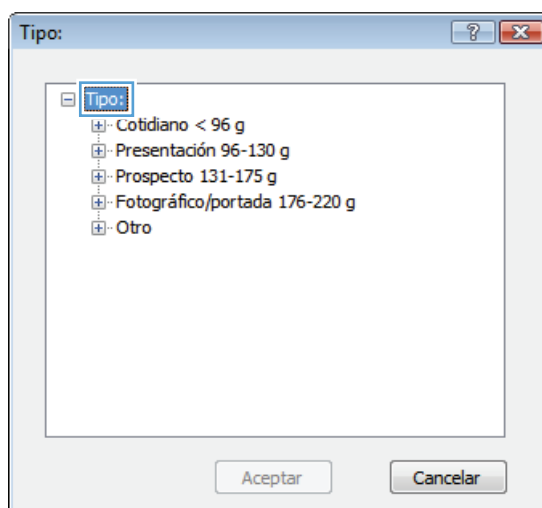 Tipo:
Tipo:
Cotidiano < 96 g
Presentación 96-130 g
Prospecto 131-175 g
Fotográfico/portada 176-220 g
Otro
Aceptar Cancelar